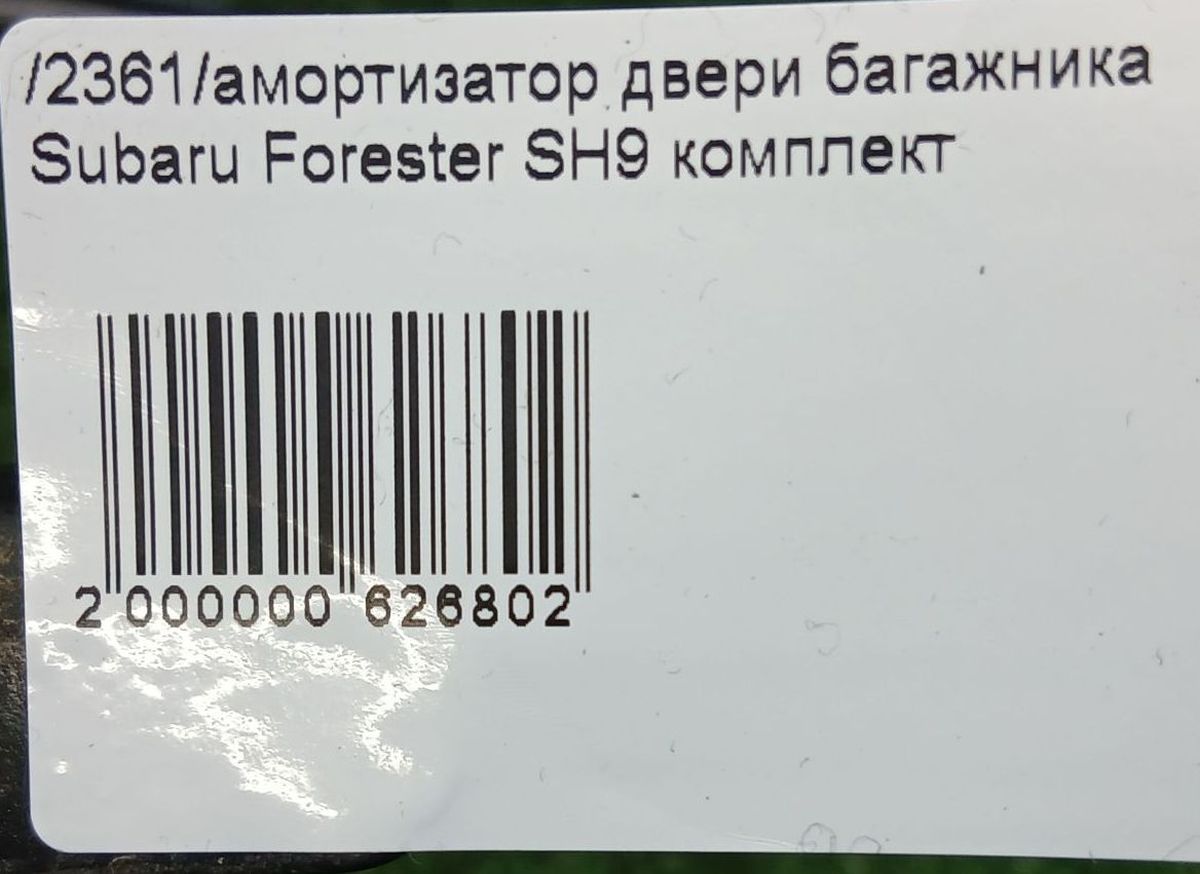 /2361/амортизатор двери багажника
Subaru Forester SH9 комплект
2 000000 626802